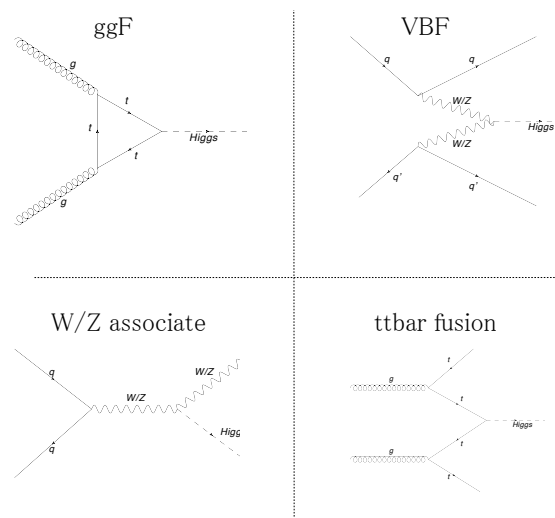 ggF
g
t
t
t
Higgs
g
VBF
q
q
W/Z
Higgs
W/Z
q'
q'
W/Z associate
q
W/Z
W/Z
Higg
q
ttbar fusion
g
t
t
Higgs
t
g
t